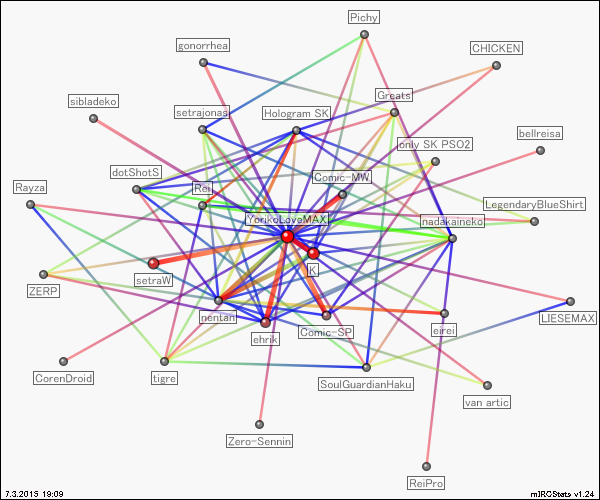 Pichy
gonorrhea
CHICKEN
sibladeko
Greats
setrajonas
Hologram SK
bellreisa
only SK PSO2
dotShotS
Comic-MW
Rayza
Rei
LegendaryBlueShirt
YorikoLoveMAX
nadakaineko
K
setraW
ZERP
nentan
LIESEMAX
ehrik
Comic-SP
eirei
CorenDroid
tigre
SoulGuardianHaku
van artic
Zero-Sennin
ReiPro
7.3.2015 19:09
mIRCStats v1.24